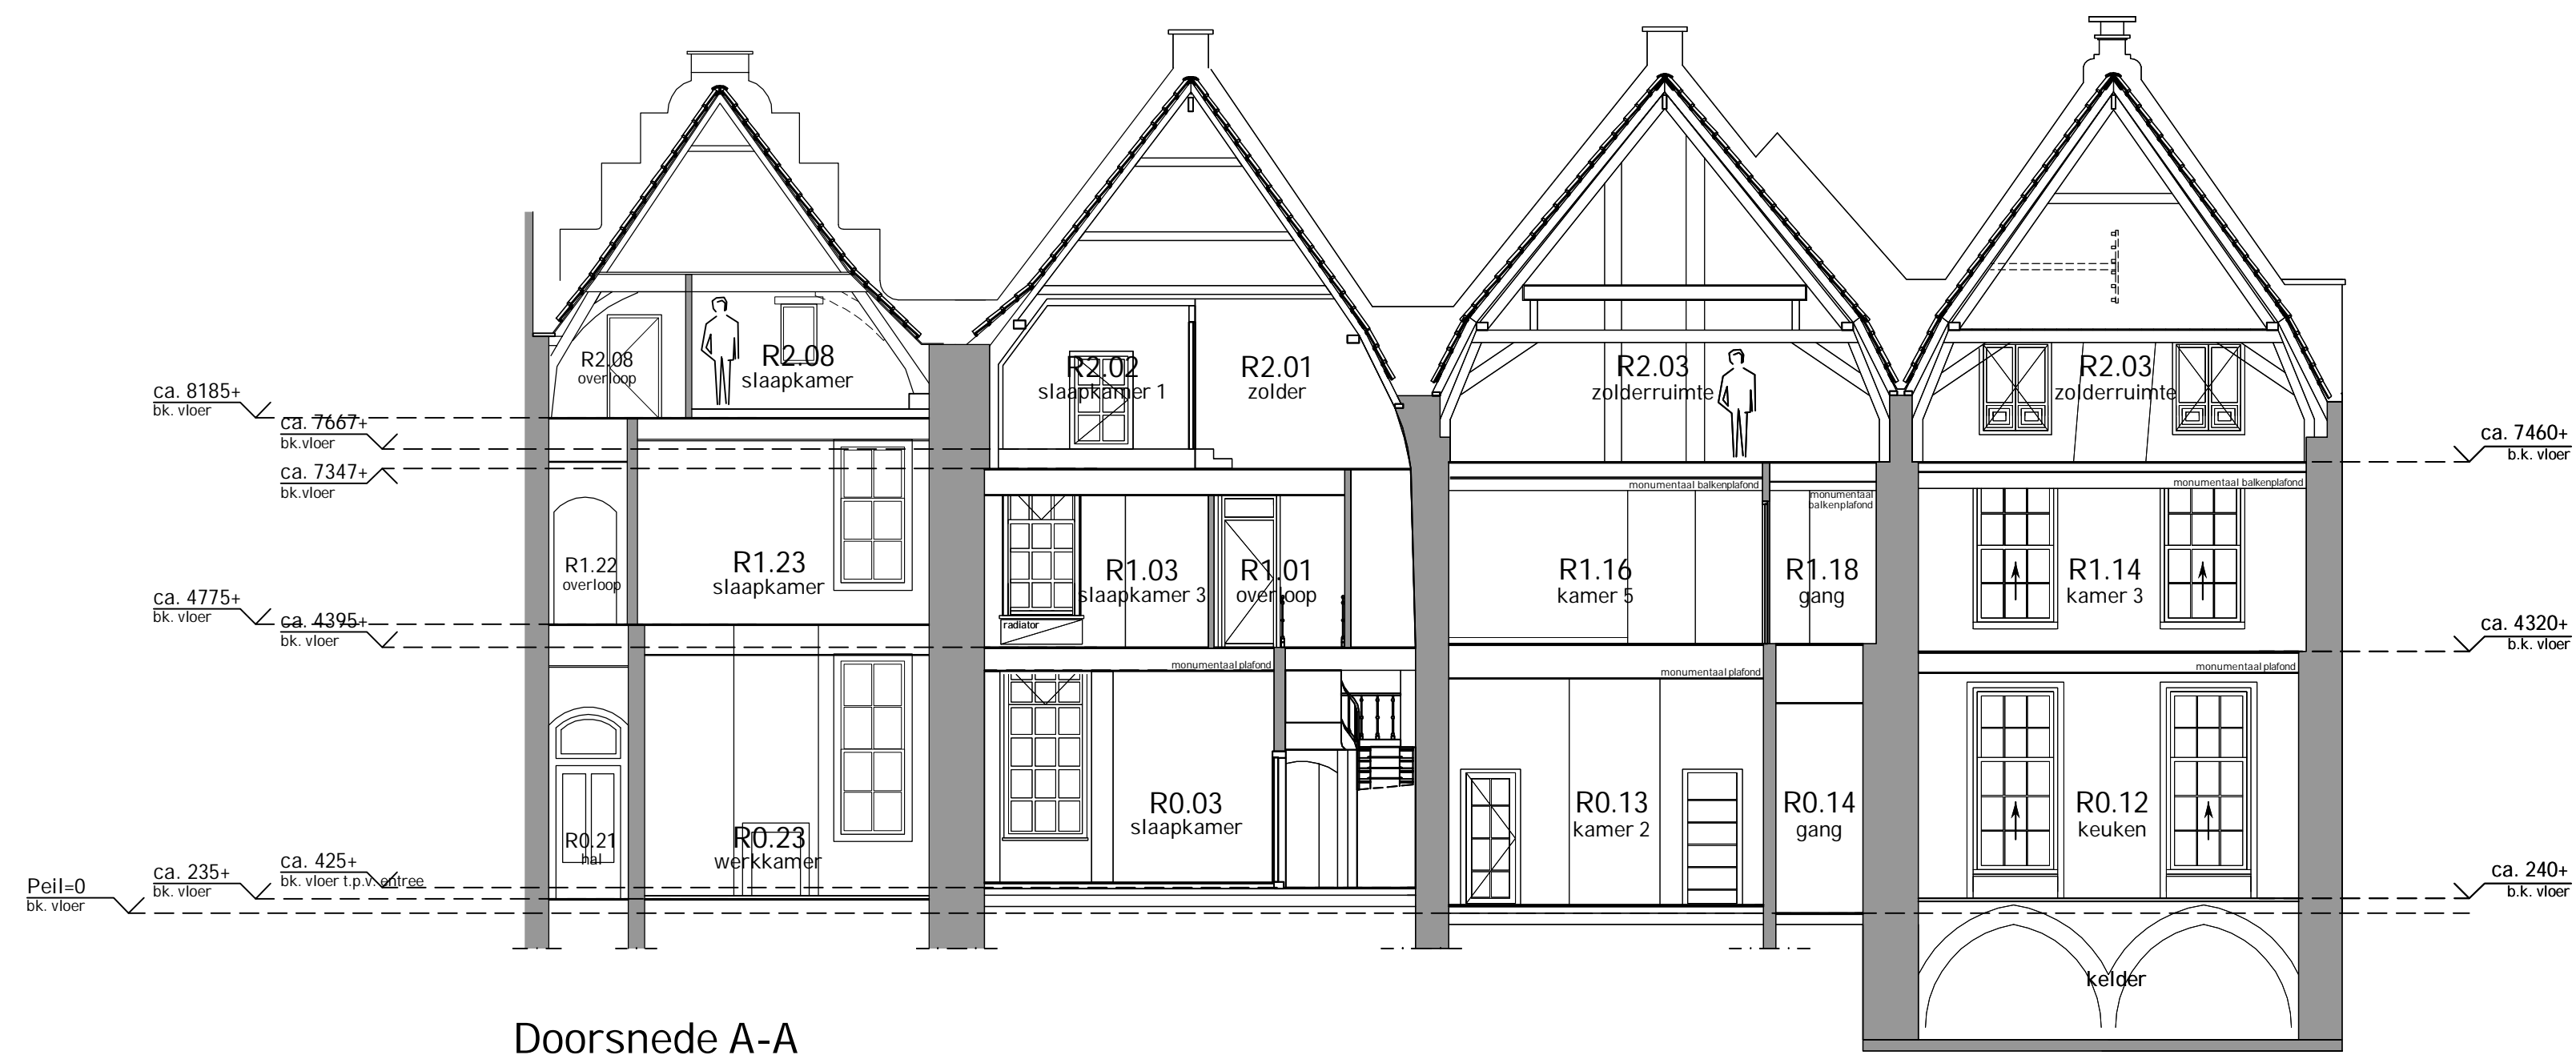 R2.08
overloop
R2.08
slaapkamer
R2.02
slaapkamer 1
R2.01
zolder
R2.03
zolderruimte
R2.03
zolderruimte
ca. 8185+
bk. vloer
ca. 7667+
bk.vloer
ca. 7347+
bk.vloer
ca. 7460+
b.k. vloer
monumentaal balkenplafond
monumentaal
balkenplafond
monumentaal balkenplafond
R1.22
overloop
R1.23
slaapkamer
R1.03
slaapkamer 3
R1.01
overloop
R1.16
kamer 5
R1.18
gang
R1.14
kamer 3
radiator
ca. 4775+
bk. vloer
ca. 4395+
bk. vloer
ca. 4320+
b.k. vloer
monumentaal plafond
monumentaal plafond
monumentaal plafond
R0.21
hal
R0.23
werkkamer
R0.03
slaapkamer
R0.13
kamer 2
R0.14
gang
R0.12
keuken
Peil=0
bk. vloer
ca. 235+
bk. vloer
ca. 425+
bk. vloer t.p.v. entree
ca. 240+
b.k. vloer
kelder
Doorsnede A-A